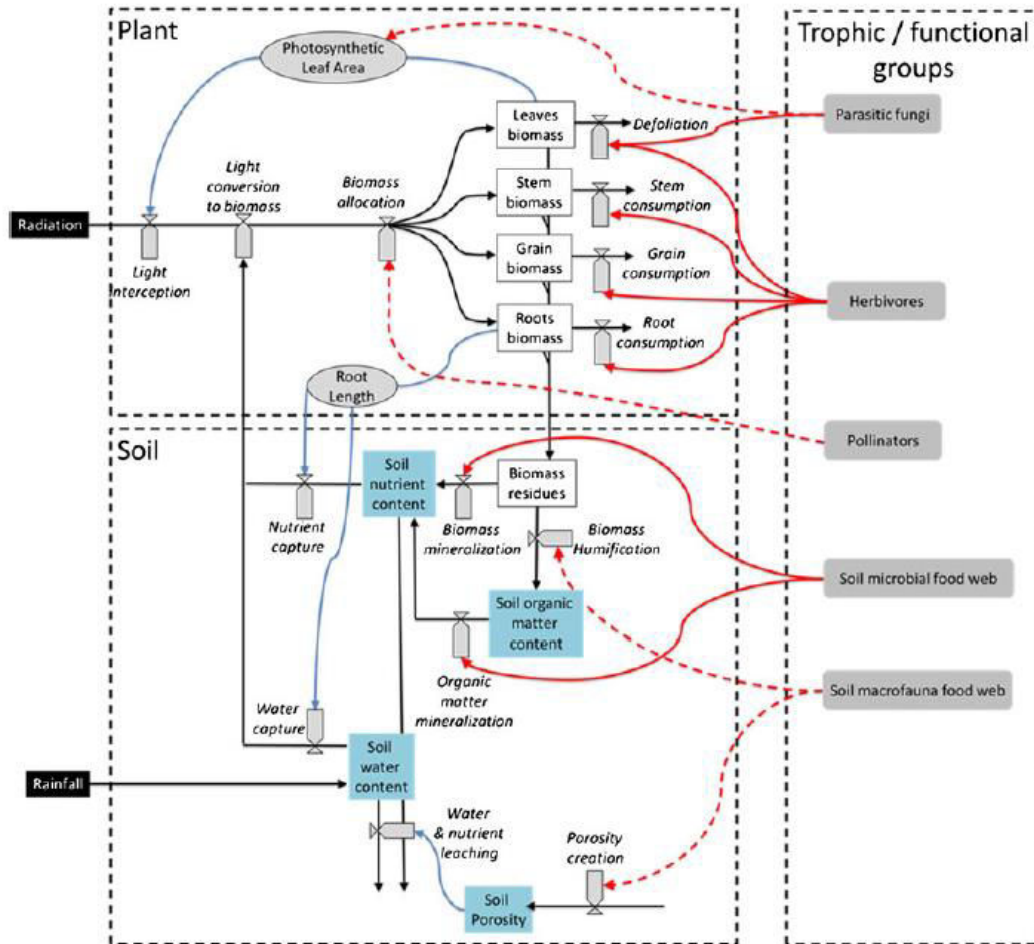 Plant
Trophic / functional
groups
Photosynthetic
Leaf Area
Parasitic fungi
Leaves
biomass
Defoliation
Light
conversion
to biomass
Biomass
allocation
Stem
biomass
Stem
consumption
Radiation
Light
interception
Grain
biomass
Grain
consumption
Herbivores
Roots
biomass
Root
consumption
Root
Length
Pollinators
Soil
Soil
nutrient
content
Biomass
residues
Nutrient
capture
Biomass
mineralization
Biomass
Humification
Soil microbial food web
Soil organic
matter
content
Soil macrofauna food web
Organic
matter
mineralization
Water
capture
Soil
water
content
Rainfall
Water
& nutrient
leaching
Porosity
creation
Soil
Porosity